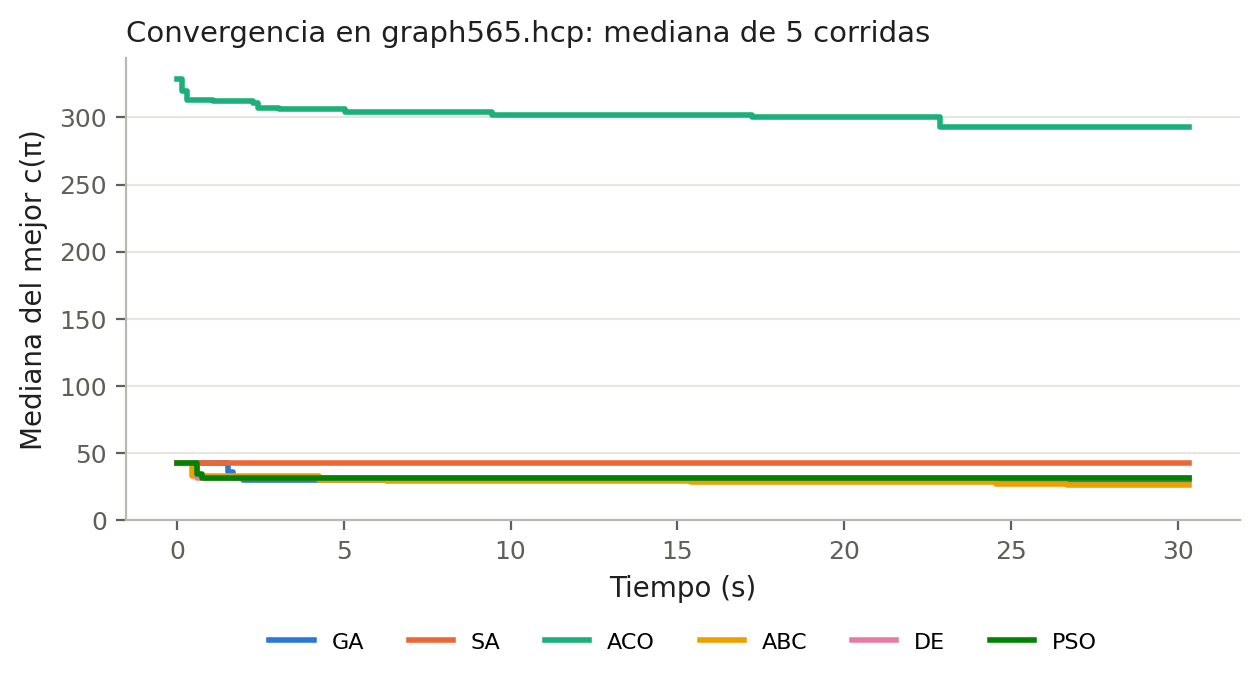 Convergencia en graph565.hcp: mediana de 5 corridas
Mediana del mejor c(π)
300
250
200
150
100
50
0
0 5 10 15 20 25 30
Tiempo (s)
GA SA ACO ABC DE PSO